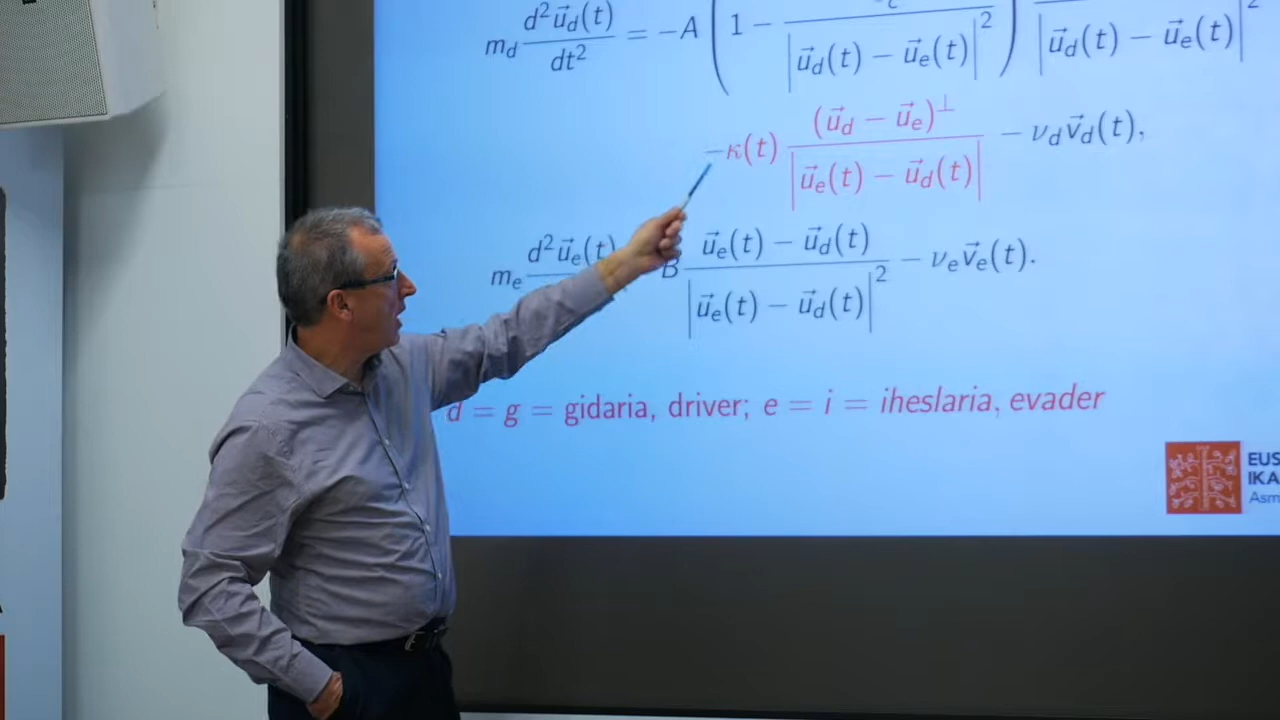 m_d d²u⃗_d(t)/dt² = −A (1 − /|u⃗_d(t) − u⃗_e(t)|²) /|u⃗_d(t) − u⃗_e(t)|²
−κ(t) (u⃗_d − u⃗_e)^⊥/|u⃗_e(t) − u⃗_d(t)| − ν_d v⃗_d(t),
m_e d²u⃗_e(t) B u⃗_e(t) − u⃗_d(t)/|u⃗_e(t) − u⃗_d(t)|² − ν_e v⃗_e(t).
d = g = gidaria, driver; e = i = iheslaria, evader
EUS
IKA
Asm